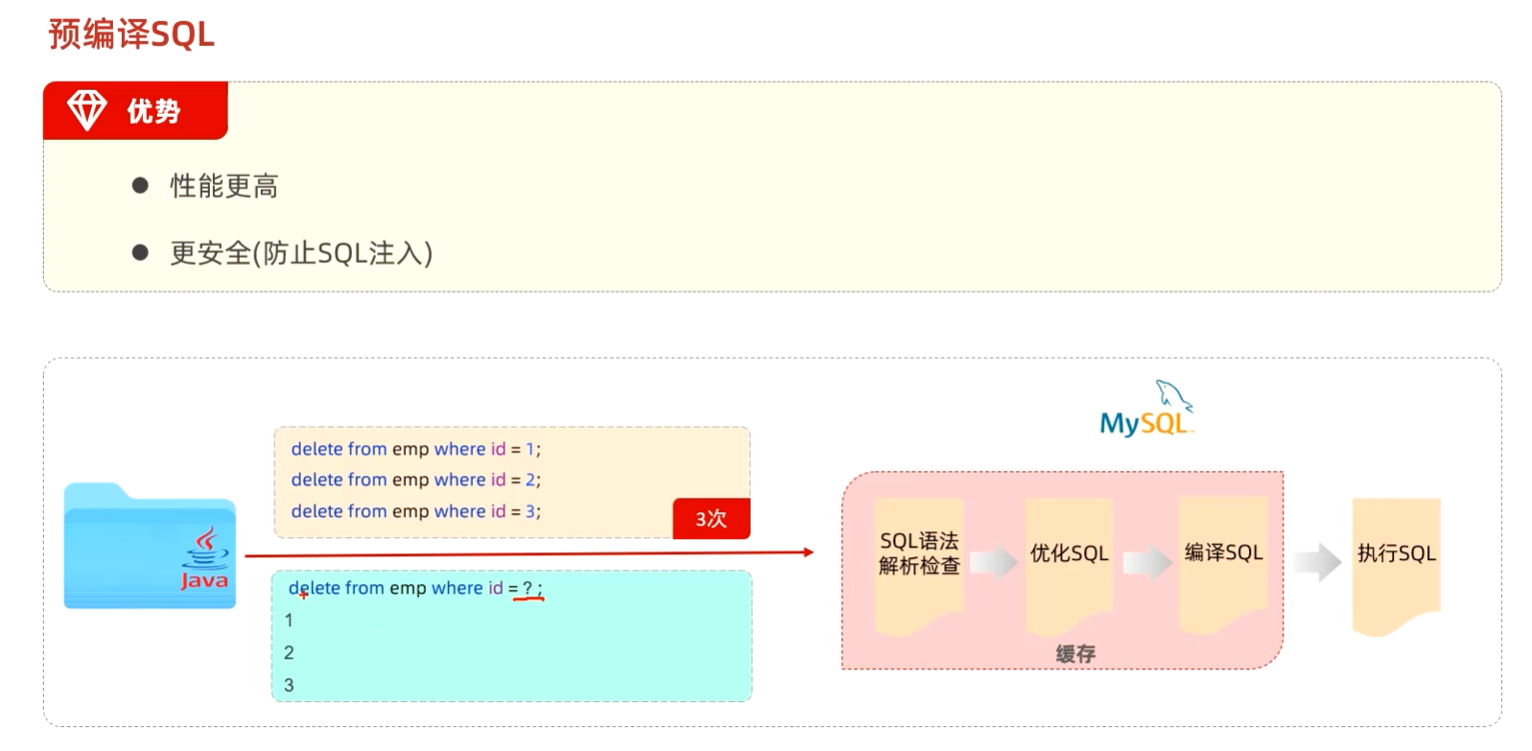 预编译SQL
优势
性能更高
更安全(防止SQL注入)
MySQL
delete from emp where id = 1;
delete from emp where id = 2;
delete from emp where id = 3;
3次
Java
delete from emp where id = ? ;
1
2
3
SQL语法
解析检查
优化SQL
编译SQL
执行SQL
缓存